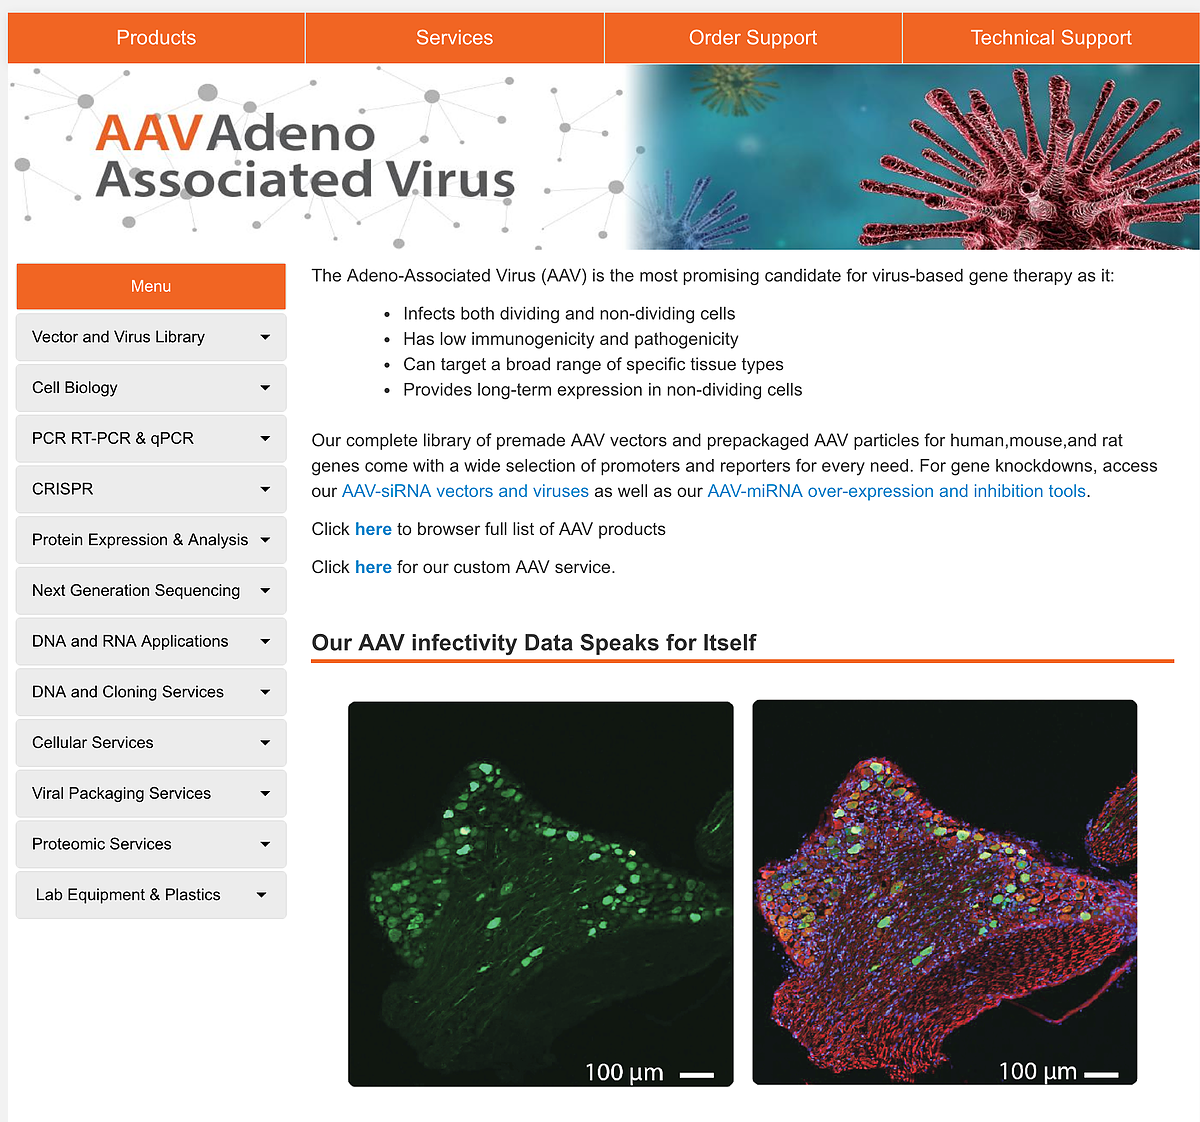 Products
Services
Order Support
Technical Support
AAV Adeno
Associated Virus
Menu
Vector and Virus Library
Cell Biology
PCR RT-PCR & qPCR
CRISPR
Protein Expression & Analysis
Next Generation Sequencing
DNA and RNA Applications
DNA and Cloning Services
Cellular Services
Viral Packaging Services
Proteomic Services
Lab Equipment & Plastics
The Adeno-Associated Virus (AAV) is the most promising candidate for virus-based gene therapy as it:
• Infects both dividing and non-dividing cells
• Has low immunogenicity and pathogenicity
• Can target a broad range of specific tissue types
• Provides long-term expression in non-dividing cells
Our complete library of premade AAV vectors and prepackaged AAV particles for human,mouse,and rat
genes come with a wide selection of promoters and reporters for every need. For gene knockdowns, access
our AAV-siRNA vectors and viruses as well as our AAV-miRNA over-expression and inhibition tools.
Click here to browser full list of AAV products
Click here for our custom AAV service.
Our AAV infectivity Data Speaks for Itself
100 µm
100 µm